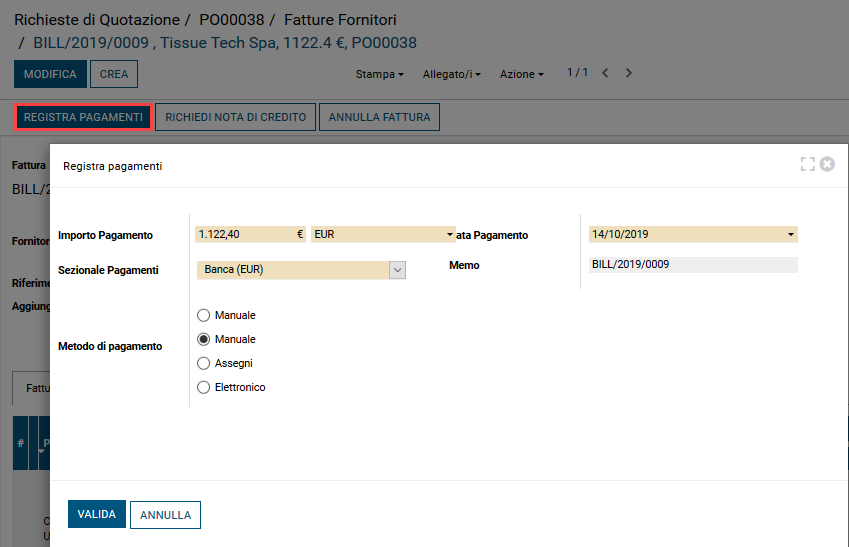 Richieste di Quotazione / PO00038 / Fatture Fornitori
/ BILL/2019/0009 , Tissue Tech Spa, 1122.4 €, PO00038
MODIFICA CREA Stampa Allegato/i Azione 1 / 1
REGISTRA PAGAMENTI RICHIEDI NOTA DI CREDITO ANNULLA FATTURA
Fattura
BILL/2
Fornitor
Riferime
Aggiung
Fattu
#
Registra pagamenti
Importo Pagamento 1.122,40 € EUR ata Pagamento 14/10/2019
Sezionale Pagamenti Banca (EUR) Memo BILL/2019/0009
Metodo di pagamento
Manuale
Manuale
Assegni
Elettronico
VALIDA ANNULLA